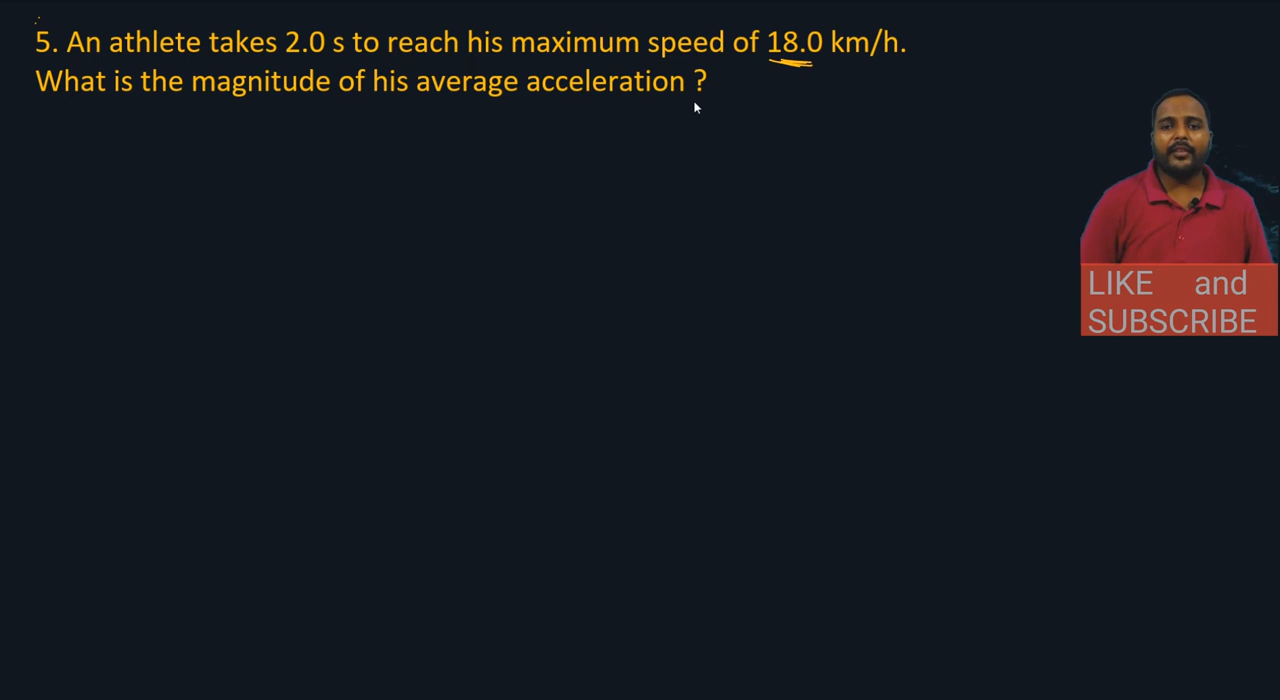 5. An athlete takes 2.0 s to reach his maximum speed of 18.0 km/h.
What is the magnitude of his average acceleration ?
LIKE and
SUBSCRIBE